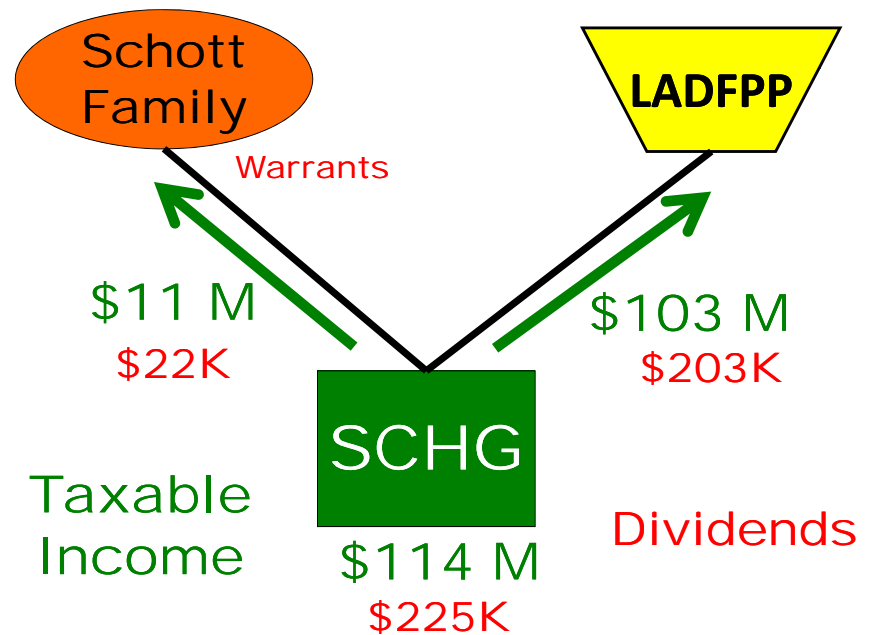 Schott
Family
LADFPP
Warrants
$11 M
$22K
$103 M
$203K
SCHG
Taxable
Income
Dividends
$114 M
$225K